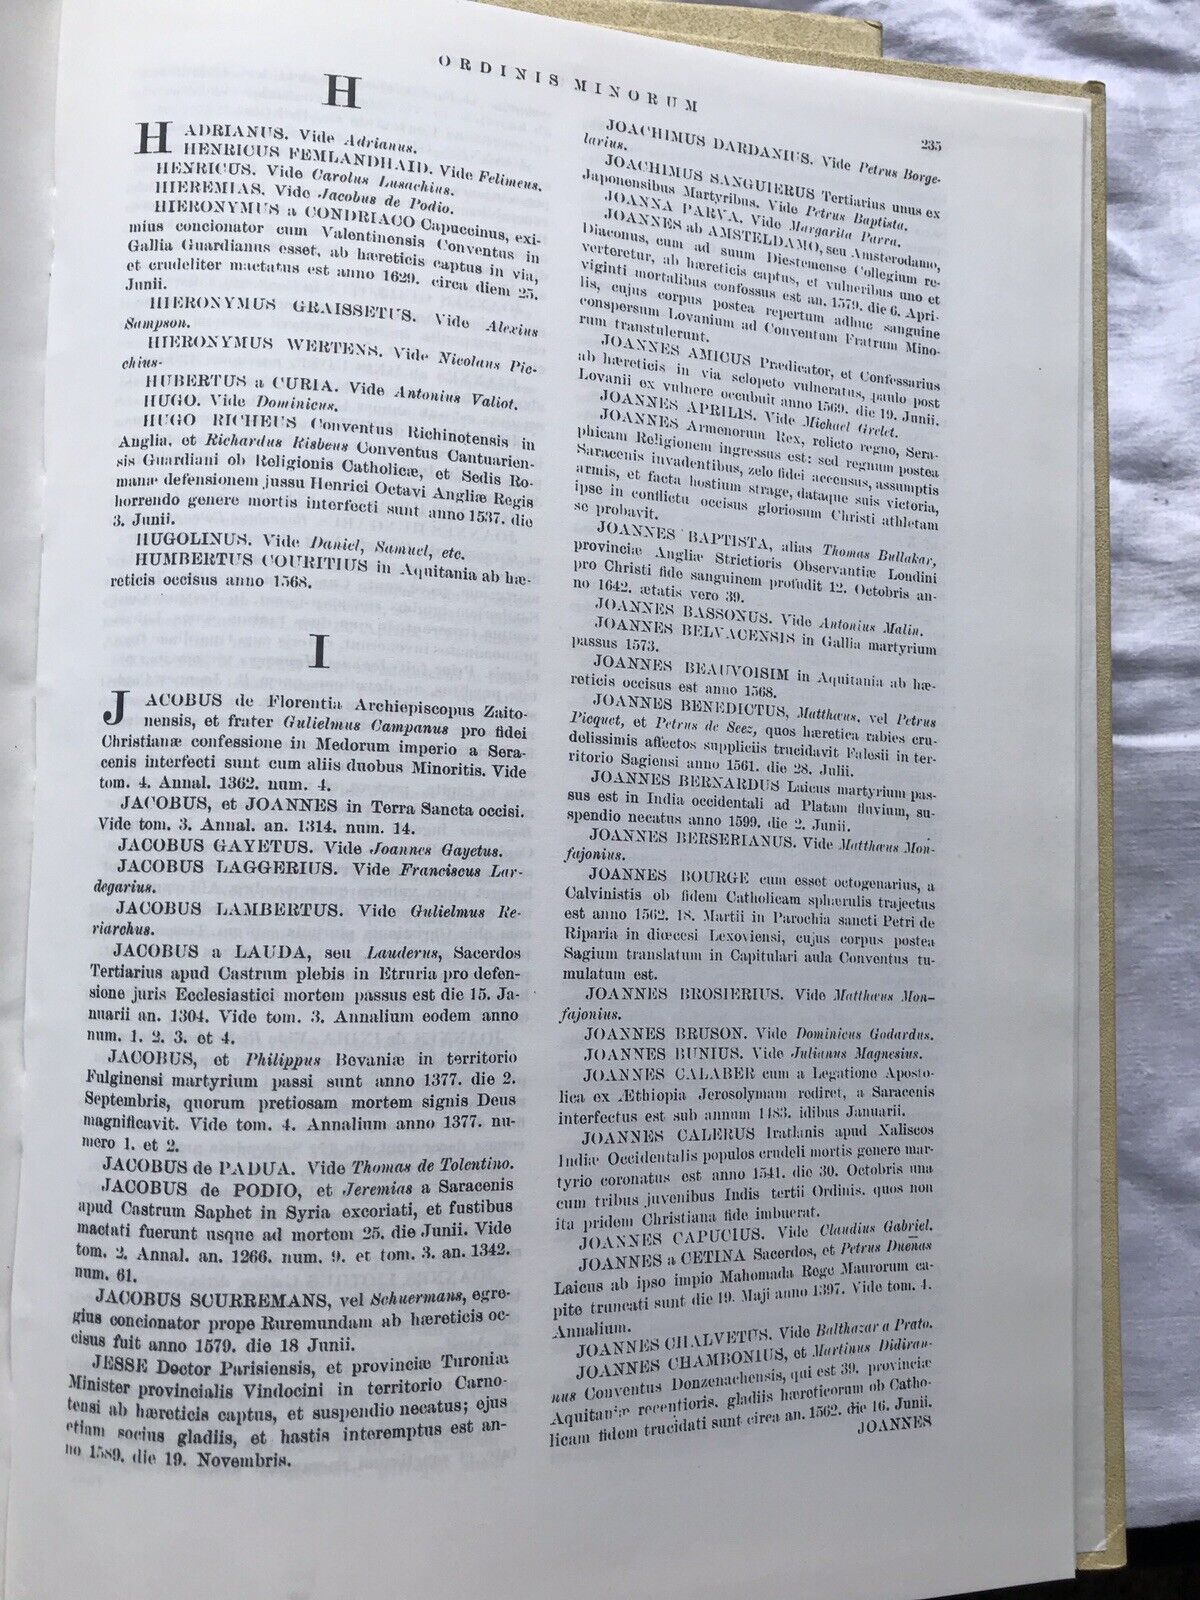 ORDINIS MINORUM
235
H
HADRIANUS. Vide Adrianus.
HENRICUS FEMLANDHAID. Vide Felimeus.
HENRICUS. Vide Carolus Lusachius.
HIEREMIAS. Vide Jacobus de Podio.
HIERONYMUS a CONDRIACO Capuccinus, exi-
mius concionator cum Valentinensis Conventus in
Gallia Guardianus esset, ab hæreticis captus in via,
et crudeliter mactatus est anno 1629. circa diem 25.
Junii.
HIERONYMUS GRAISSETUS. Vide Alexius
Sampson.
HIERONYMUS WERTENS. Vide Nicolaus Pic-
chius.
HUBERTUS a CURIA. Vide Antonius Valiot.
HUGO. Vide Dominicus.
HUGO RICHEUS Conventus Richinotensis in
Anglia, et Richardus Risbeus Conventus Cantuarien-
sis Guardiani ob Religionis Catholicæ, et Sedis Ro-
manæ defensionem jussu Henrici Octavi Angliæ Regis
horrendo genere mortis interfecti sunt anno 1537. die
3. Junii.
HUGOLINUS. Vide Daniel, Samuel, etc.
HUMBERTUS COURITIUS in Aquitania ab hæ-
reticis occisus anno 1568.
I
JACOBUS de Florentia Archiepiscopus Zaito-
nensis, et frater Gulielmus Campanus pro fidei
Christianæ confessione in Medorum imperio a Sera-
cenis interfecti sunt cum aliis duobus Minoritis. Vide
tom. 4. Annal. 1362. num. 4.
JACOBUS, et JOANNES in Terra Sancta occisi.
Vide tom. 3. Annal. an. 1314. num. 14.
JACOBUS GAYETUS. Vide Joannes Gayetus.
JACOBUS LAGGERIUS. Vide Franciscus Lar-
degarius.
JACOBUS LAMBERTUS. Vide Gulielmus Re-
riarchus.
JACOBUS a LAUDA, seu Lauderus, Sacerdos
Tertiarius apud Castrum plebis in Etruria pro defen-
sione juris Ecclesiastici mortem passus est die 15. Ja-
nuarii an. 1304. Vide tom. 3. Annalium eodem anno
num. 1. 2. 3. et 4.
JACOBUS, et Philippus Bevaniæ in territorio
Fulginensi martyrium passi sunt anno 1377. die 2.
Septembris, quorum pretiosam mortem signis Deus
magnificavit. Vide tom. 4. Annalium anno 1377. nu-
mero 1. et 2.
JACOBUS de PADUA. Vide Thomas de Tolentino.
JACOBUS de PODIO, et Jeremias a Saracenis
apud Castrum Saphet in Syria excoriati, et fustibus
mactati fuerunt usque ad mortem 25. die Junii. Vide
tom. 2. Annal. an. 1266. num. 9. et tom. 3. an. 1342.
num. 61.
JACOBUS SCURREMANS, vel Schuermans, egre-
gius concionator prope Ruremundam ab hæreticis oc-
cisus fuit anno 1579. die 18 Junii.
JESSE Doctor Parisiensis, et provinciæ Turoniæ
Minister provincialis Vindocini in territorio Carno-
tensi ab hæreticis captus, et suspendio necatus; ejus
etiam socius gladiis, et hastis interemptus est an-
no 1589. die 19. Novembris.
JOACHIMUS DARDANIUS. Vide Petrus Borge-
larius.
JOACHIMUS SANGUIERUS Tertiarius unus ex
Japonensibus Martyribus. Vide Petrus Baptista.
JOANNA PARVA. Vide Margarita Parra.
JOANNES ab AMSTELDAMO, seu Amsterodamo,
Diaconus, cum ad suum Diestemense Collegium re-
verteretur, ab hæreticis captus, et vulneribus uno et
viginti mortalibus confossus est an. 1579. die 6. Apri-
lis, cujus corpus postea repertum adhuc sanguine
conspersum Lovanium ad Conventum Fratrum Mino-
rum transtulerunt.
JOANNES AMICUS Prædicator, et Confessarius
ab hæreticis in via sclopeto vulneratus, paulo post
Lovanii ex vulnere occubuit anno 1569. die 19. Junii.
JOANNES APRILIS. Vide Michael Grelet.
JOANNES Armenorum Rex, relicto regno, Sera-
phicam Religionem ingressus est: sed regnum postea
Saracenis invadentibus, zelo fidei accensus, assumptis
armis, et facta hostium strage, dataque suis victoria,
ipse in conflictu occisus gloriosum Christi athletam
se probavit.
JOANNES BAPTISTA, alias Thomas Bullakar,
provinciæ Angliæ Strictioris Observantiæ Londini
pro Christi fide sanguinem profudit 12. Octobris an-
no 1642. ætatis vero 39.
JOANNES BASSONUS. Vide Antonius Malin.
JOANNES BELVACENSIS in Gallia martyrium
passus 1573.
JOANNES BEAUVOISIM in Aquitania ab hæ-
reticis occisus est anno 1568.
JOANNES BENEDICTUS, Matthæus, vel Petrus
Picquet, et Petrus de Seez, quos hæretica rabies cru-
delissimis affectos suppliciis trucidavit Falesii in ter-
ritorio Sagiensi anno 1561. die 28. Julii.
JOANNES BERNARDUS Laicus martyrium pas-
sus est in India occidentali ad Platam fluvium, su-
spendio necatus anno 1599. die 2. Junii.
JOANNES BERSERIANUS. Vide Matthæus Mon-
fajonius.
JOANNES BOURGE cum esset octogenarius, a
Calvinistis ob fidem Catholicam sphærulis trajectus
est anno 1562. 18. Martii in Parochia sancti Petri de
Riparia in diœcesi Lexoviensi, cujus corpus postea
Sagium translatum in Capitulari aula Conventus tu-
mulatum est.
JOANNES BROSIERIUS. Vide Matthæus Mon-
fajonius.
JOANNES BRUSON. Vide Dominicus Godardus.
JOANNES BUNIUS. Vide Julianus Magnesius.
JOANNES CALABER cum a Legatione Aposto-
lica ex Æthiopia Jerosolymam rediret, a Saracenis
interfectus est sub annum 1483. idibus Januarii.
JOANNES CALERUS Iratlanis apud Xaliscos
Indiæ Occidentalis populos crudeli mortis genere mar-
tyrio coronatus est anno 1541. die 30. Octobris una
cum tribus juvenibus Indis tertii Ordinis. quos non
ita pridem Christiana fide imbuerat.
JOANNES CAPUCIUS. Vide Claudius Gabriel.
JOANNES a CETINA Sacerdos, et Petrus Dueñas
Laicus ab ipso impio Mahomada Rege Maurorum ca-
pite truncati sunt die 19. Maji anno 1397. Vide tom. 4.
Annalium.
JOANNES CHALVETUS. Vide Balthazar a Prato.
JOANNES CHAMBONIUS, et Martinus Didiran-
nus Conventus Donzenachensis, qui est 39. provinciæ
Aquitaniæ recentioris. gladiis hæreticorum ob Catho-
licam fidem trucidati sunt circa an. 1562. die 16. Junii.
JOANNES